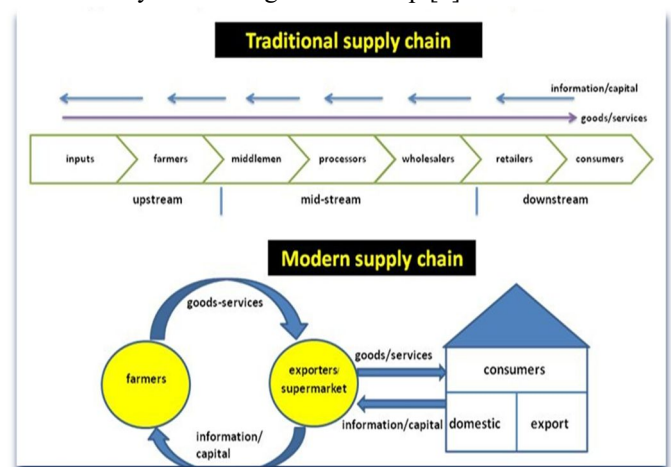 Traditional supply chain
information/capital
goods/services
inputs farmers middlemen processors wholesalers retailers consumers
upstream mid-stream downstream
Modern supply chain
goods-services
farmers
exporters/
supermarket
goods/services
information/capital
information/
capital
consumers
domestic export